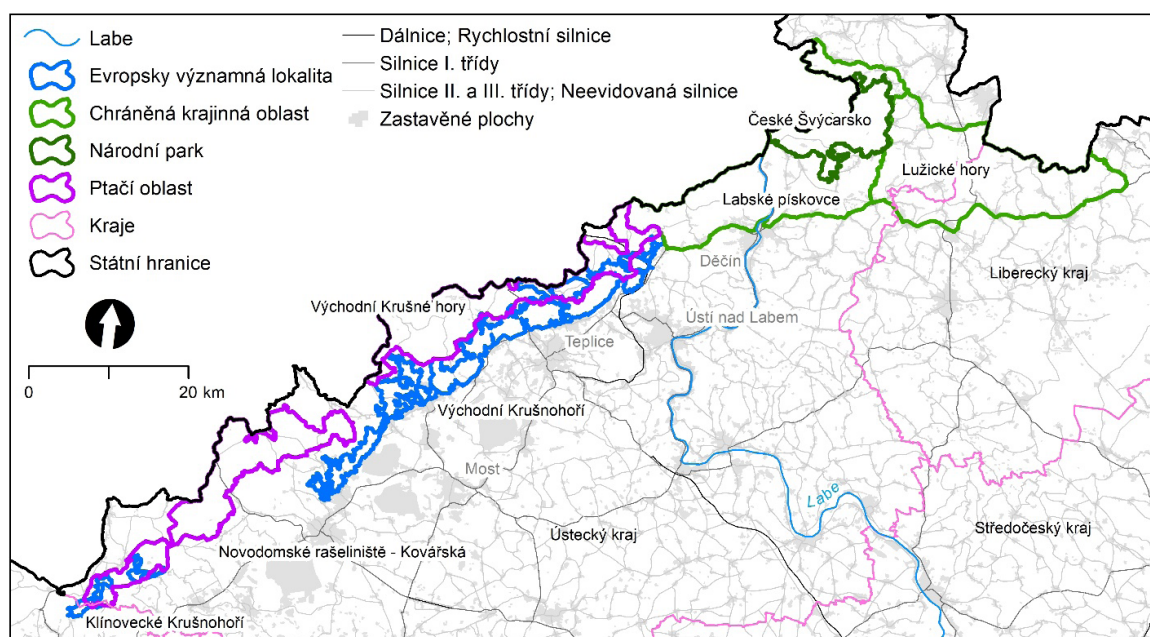 Labe
Evropsky významná lokalita
Chráněná krajinná oblast
Národní park
Ptačí oblast
Kraje
Státní hranice
Dálnice; Rychlostní silnice
Silnice I. třídy
Silnice II. a III. třídy; Neevidovaná silnice
Zastavěné plochy
0 20 km
České Švýcarsko
Lužické hory
Labské pískovce
Děčín
Liberecký kraj
Východní Krušné hory
Ústí nad Labem
Teplice
Východní Krušnohoří
Most
Labe
Ústecký kraj
Středočeský kraj
Novodomské rašeliniště - Kovářská
Klínovecké Krušnohoří